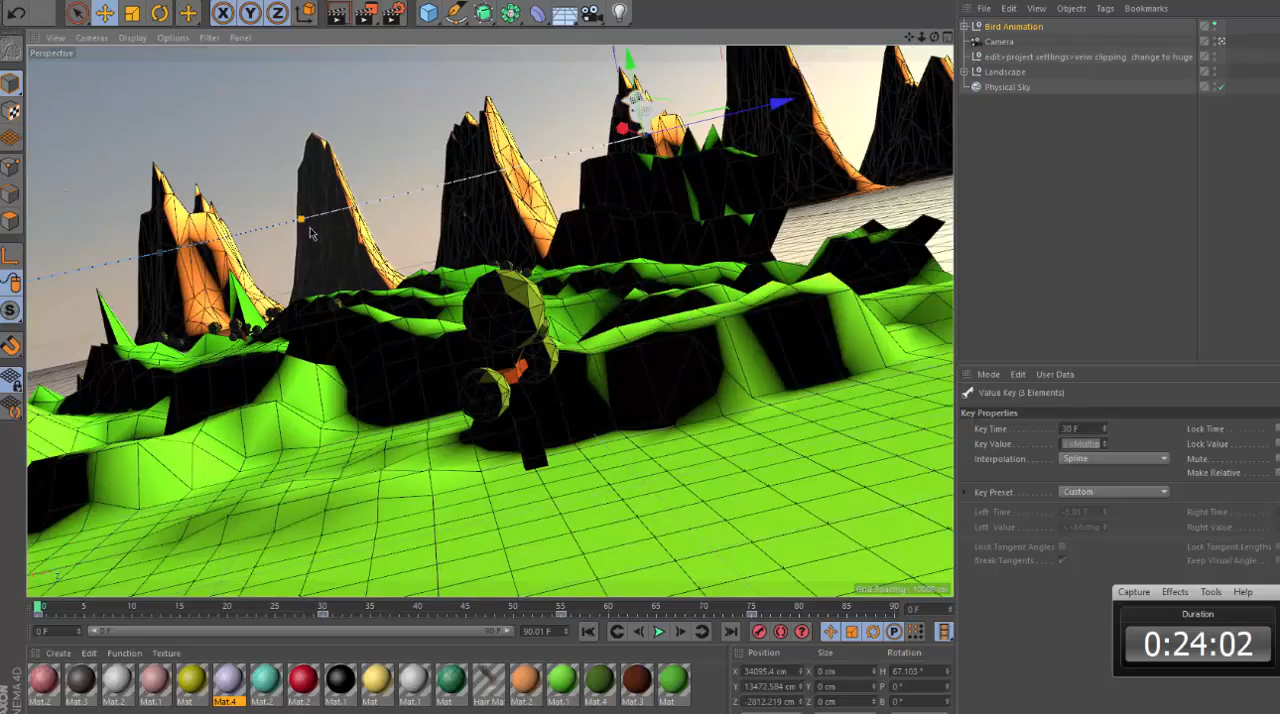 File Edit View Objects Tags Bookmarks
View Cameras Display Options Filter Panel
Perspective
Bird Animation
Camera
edit>project setttings>veiw clipping change to huge
Landscape
Physical Sky
Mode Edit User Data
Value Key (3 Elements)
Key Properties
Key Time 30 F Lock Time
Key Value Lock Value
Interpolation Spline Mute
Make Relative
Key Preset Custom
Left Time -5.01 F Right Time
Left Value Right Value
Lock Tangent Angles Lock Tangent Lengths
Break Tangents Keep Visual Angle
Capture Effects Tools Help
Duration
0:24:02
0 5 10 15 20 25 30 35 40 45 50 55 60 65 70 75 80 85 90 0 F
0 F 0 F 90 F 90.01 F
Create Edit Function Texture
Mat.2 Mat.3 Mat.2 Mat.1 Mat Mat.4 Mat.2 Mat.2 Mat.1 Mat.2 Mat.1 Mat Hair Ma Mat.2 Mat.1 Mat.4 Mat.3 Mat
Position Size Rotation
X 34095.4 cm X 0 cm H 67.103°
Y 13472.584 cm Y 0 cm P 0°
Z -2812.219 cm Z 0 cm B 0°